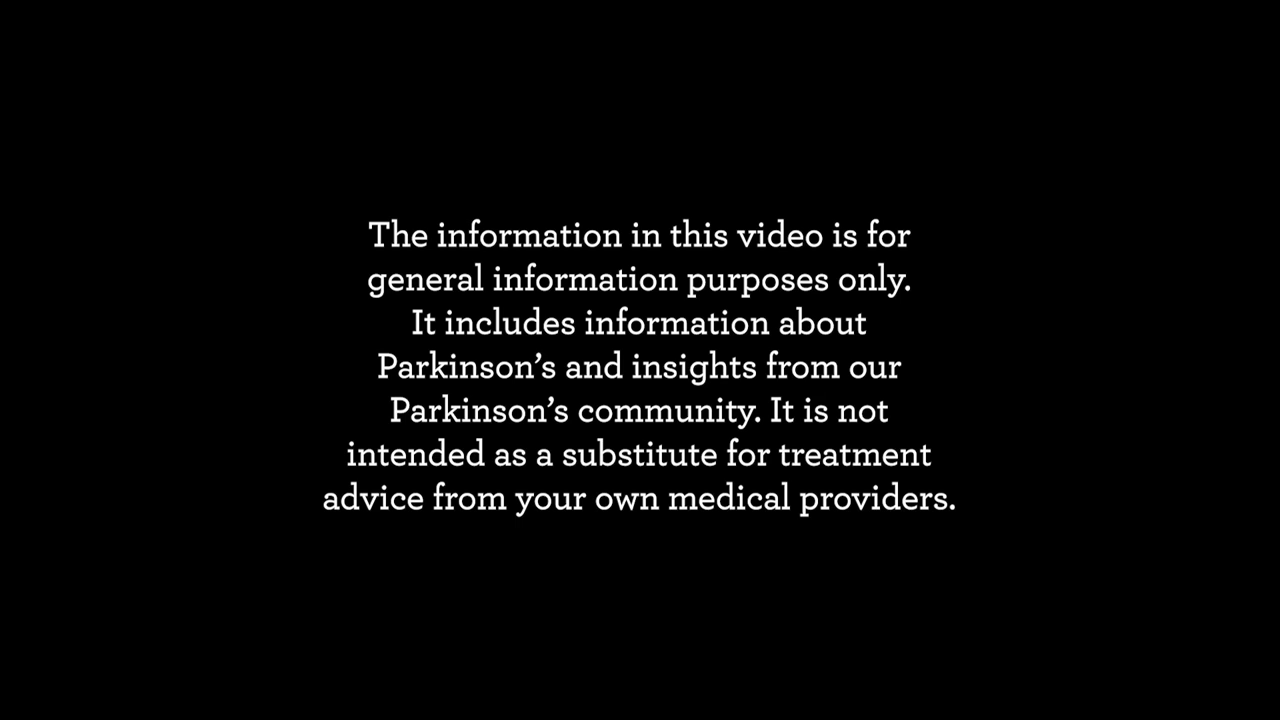 The information in this video is for
general information purposes only.
It includes information about
Parkinson’s and insights from our
Parkinson’s community. It is not
intended as a substitute for treatment
advice from your own medical providers.